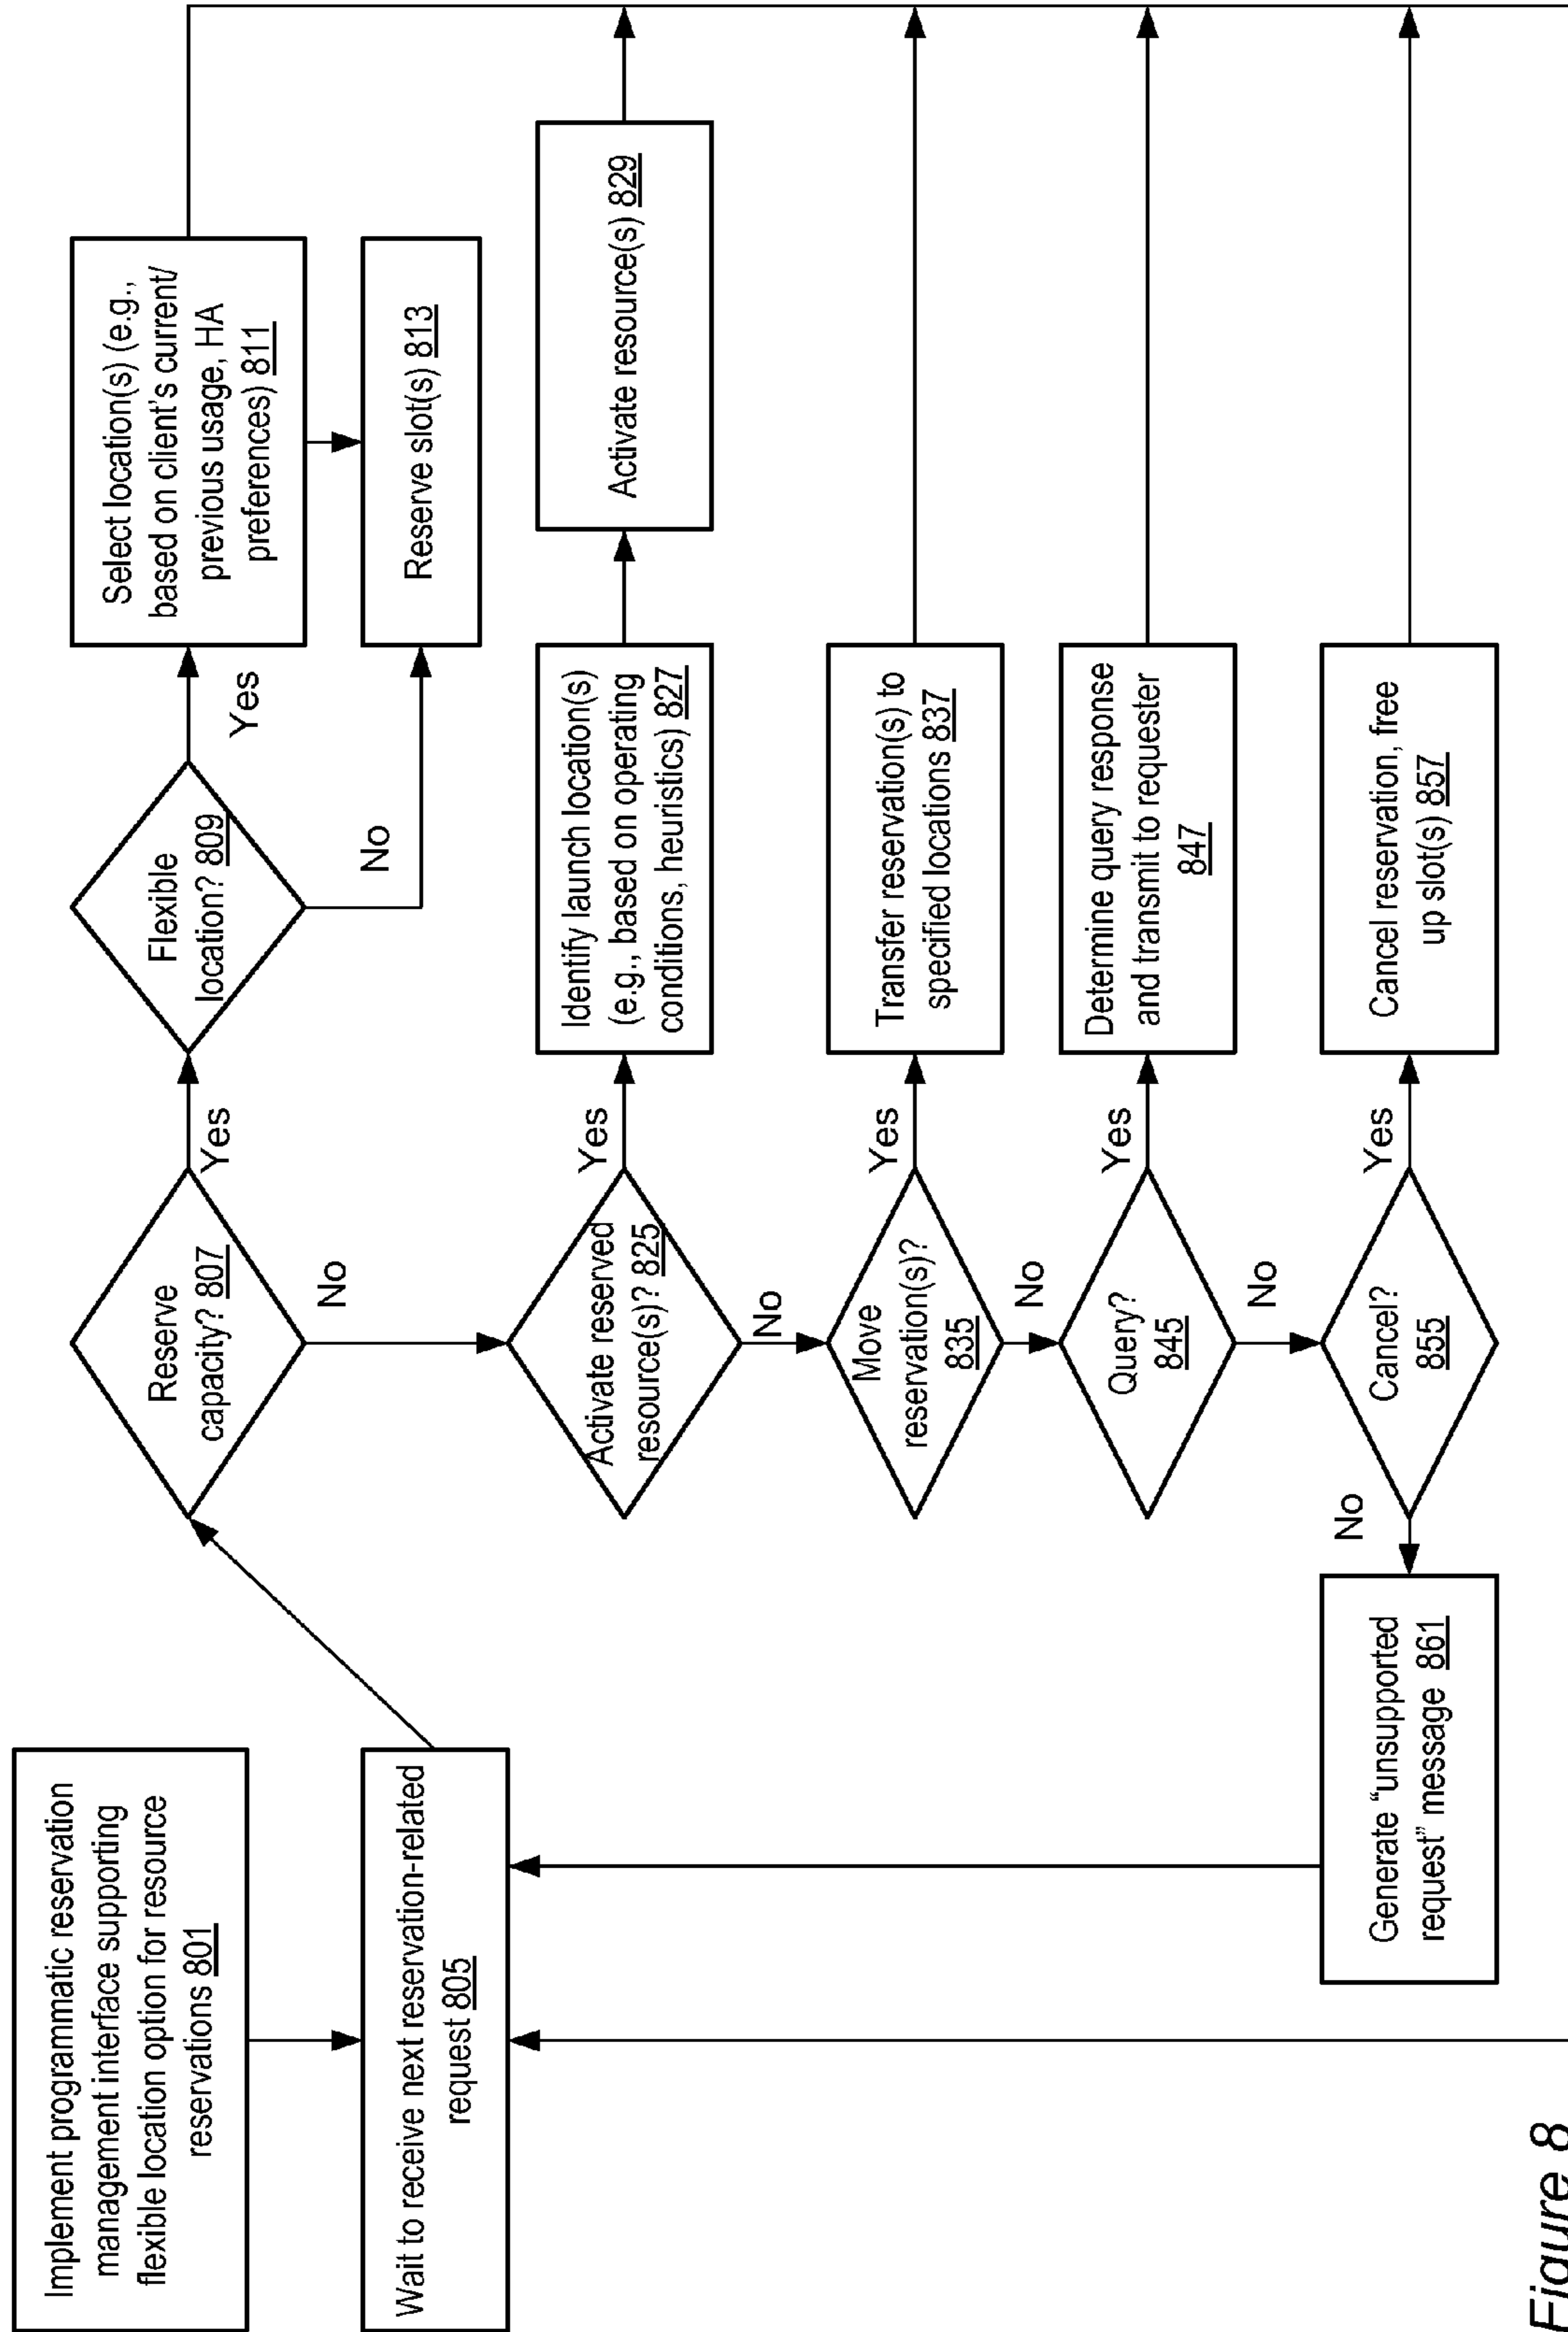 Implement programmatic reservation
management interface supporting
flexible location option for resource
reservations 801
Wait to receive next reservation-related
request 805
Reserve
capacity? 807
Yes
No
Flexible
location? 809
Yes
No
Select location(s) (e.g.,
based on client's current/
previous usage, HA
preferences) 811
Reserve slot(s) 813
Activate reserved
resource(s)? 825
Yes
No
Identify launch location(s)
(e.g., based on operating
conditions, heuristics) 827
Activate resource(s) 829
Move
reservation(s)?
835
Yes
No
Transfer reservation(s) to
specified locations 837
Query?
845
Yes
No
Determine query response
and transmit to requester
847
Cancel?
855
Yes
No
Cancel reservation, free
up slot(s) 857
Generate “unsupported
request” message 861
Figure 8